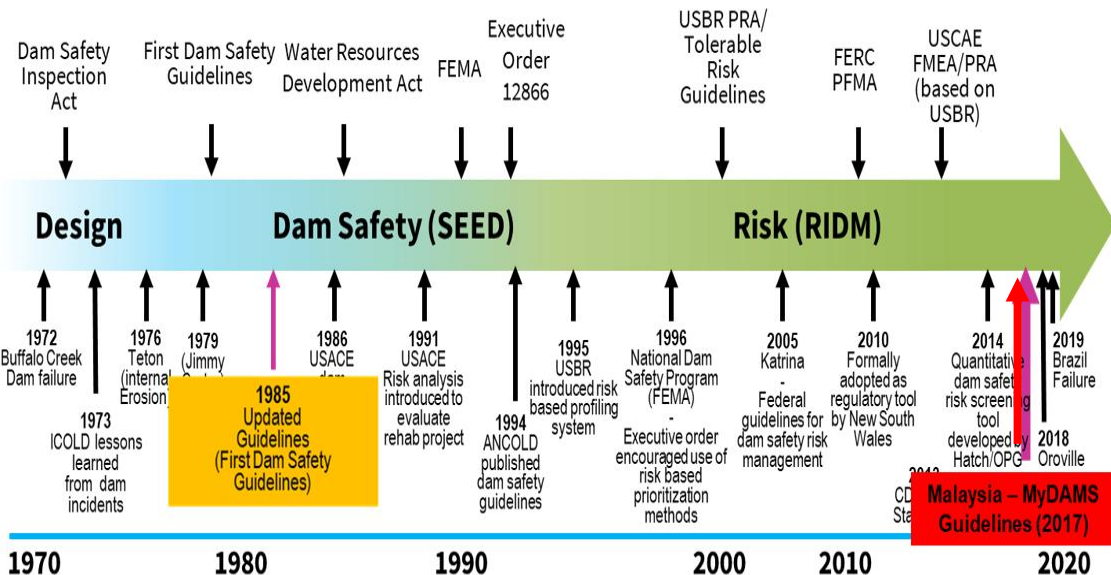 Dam Safety
Inspection
Act
First Dam Safety
Guidelines
Water Resources
Development Act
FEMA
Executive
Order
12866
USBR PRA/
Tolerable
Risk
Guidelines
FERC
PFMA
USCAE
FMEA/PRA
(based on
USBR)
Design
Dam Safety (SEED)
Risk (RIDM)
1972
Buffalo Creek
Dam failure
1973
ICOLD lessons
learned
from dam
incidents
1976
Teton
(internal
Erosion)
1979
(Jimmy
1985
Updated
Guidelines
(First Dam Safety
Guidelines)
1986
USACE
dam
1991
USACE
Risk analysis
introduced to
evaluate
rehab project
1994
ANCOLD
published
dam safety
guidelines
1995
USBR
introduced risk
based profiling
system
1996
National Dam
Safety Program
(FEMA)
-
Executive order
encouraged use of
risk based
prioritization
methods
2005
Katrina
-
Federal
guidelines for
dam safety risk
management
2010
Formally
adopted as
regulatory tool
by New South
Wales
2014
Quantitative
dam safety
risk screening
tool
developed by
Hatch/OPG
2018
Oroville
2019
Brazil
Failure
Malaysia – MyDAMS
Guidelines (2017)
1970
1980
1990
2000
2010
2020